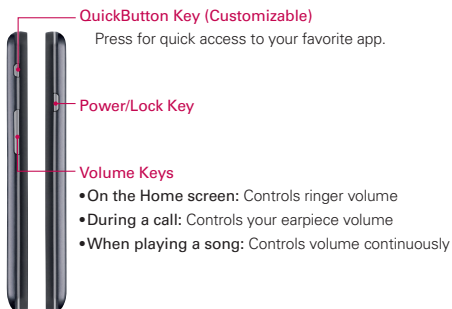 QuickButton Key (Customizable)
Press for quick access to your favorite app.
Power/Lock Key
Volume Keys
•On the Home screen: Controls ringer volume
•During a call: Controls your earpiece volume
•When playing a song: Controls volume continuously